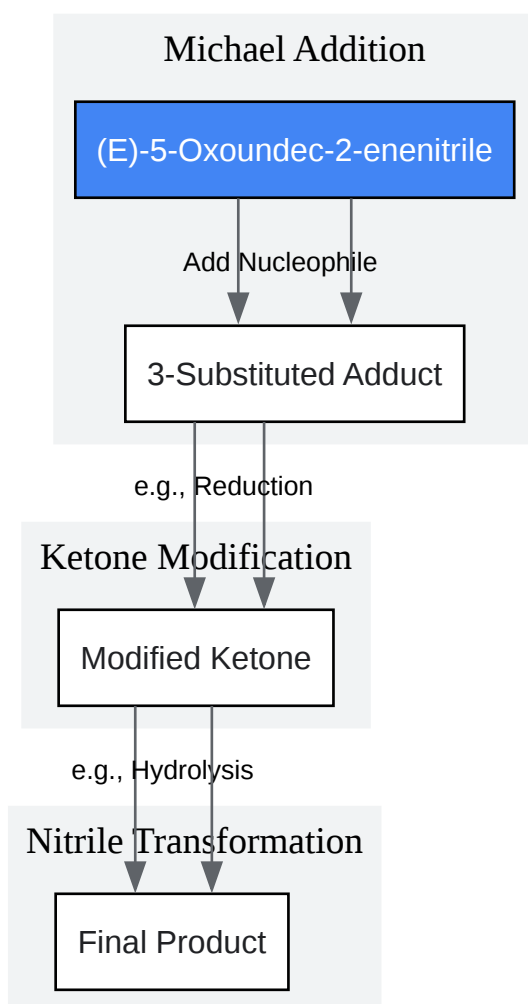 Michael Addition
(E)-5-Oxoundec-2-enenitrile
Add Nucleophile
3-Substituted Adduct
e.g., Reduction
Ketone Modification
Modified Ketone
e.g., Hydrolysis
Nitrile Transformation
Final Product